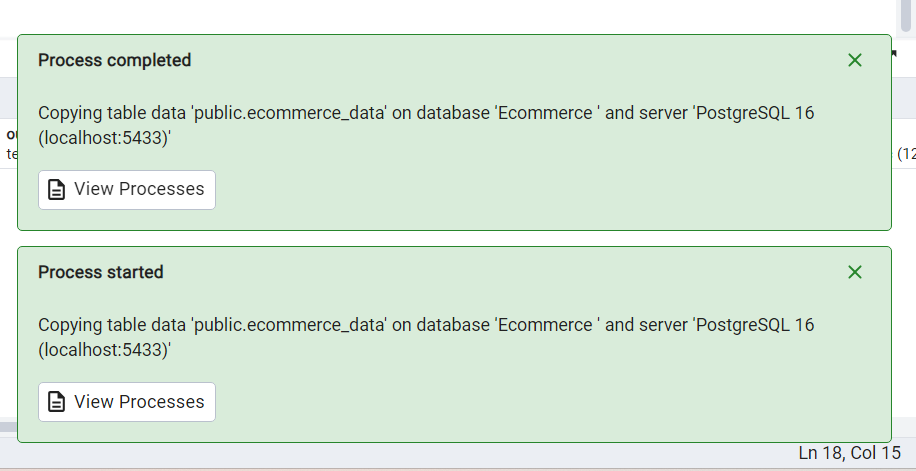 Process completed
Copying table data 'public.ecommerce_data' on database 'Ecommerce ' and server 'PostgreSQL 16
(localhost:5433)'
View Processes
(12
Process started
Copying table data 'public.ecommerce_data' on database 'Ecommerce ' and server 'PostgreSQL 16
(localhost:5433)'
View Processes
Ln 18, Col 15